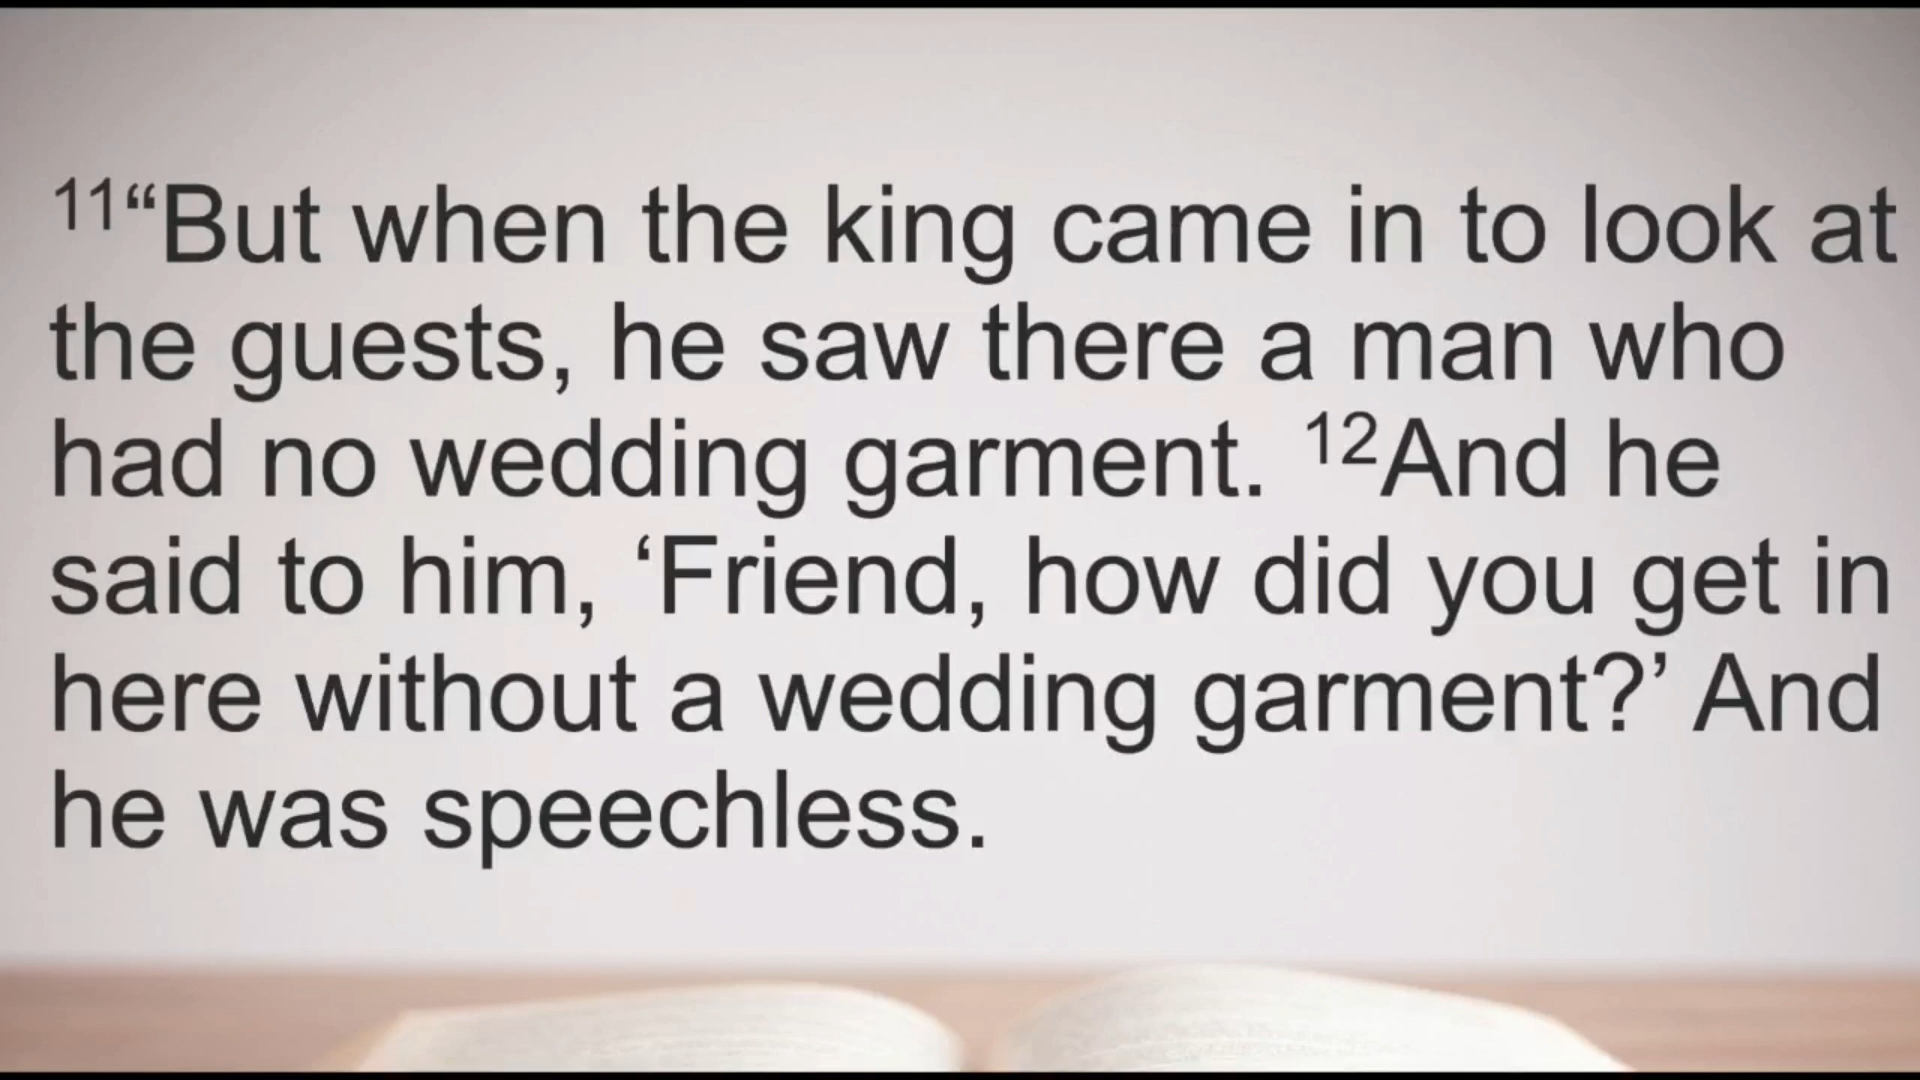 11“But when the king came in to look at
the guests, he saw there a man who
had no wedding garment. 12And he
said to him, ‘Friend, how did you get in
here without a wedding garment?’ And
he was speechless.